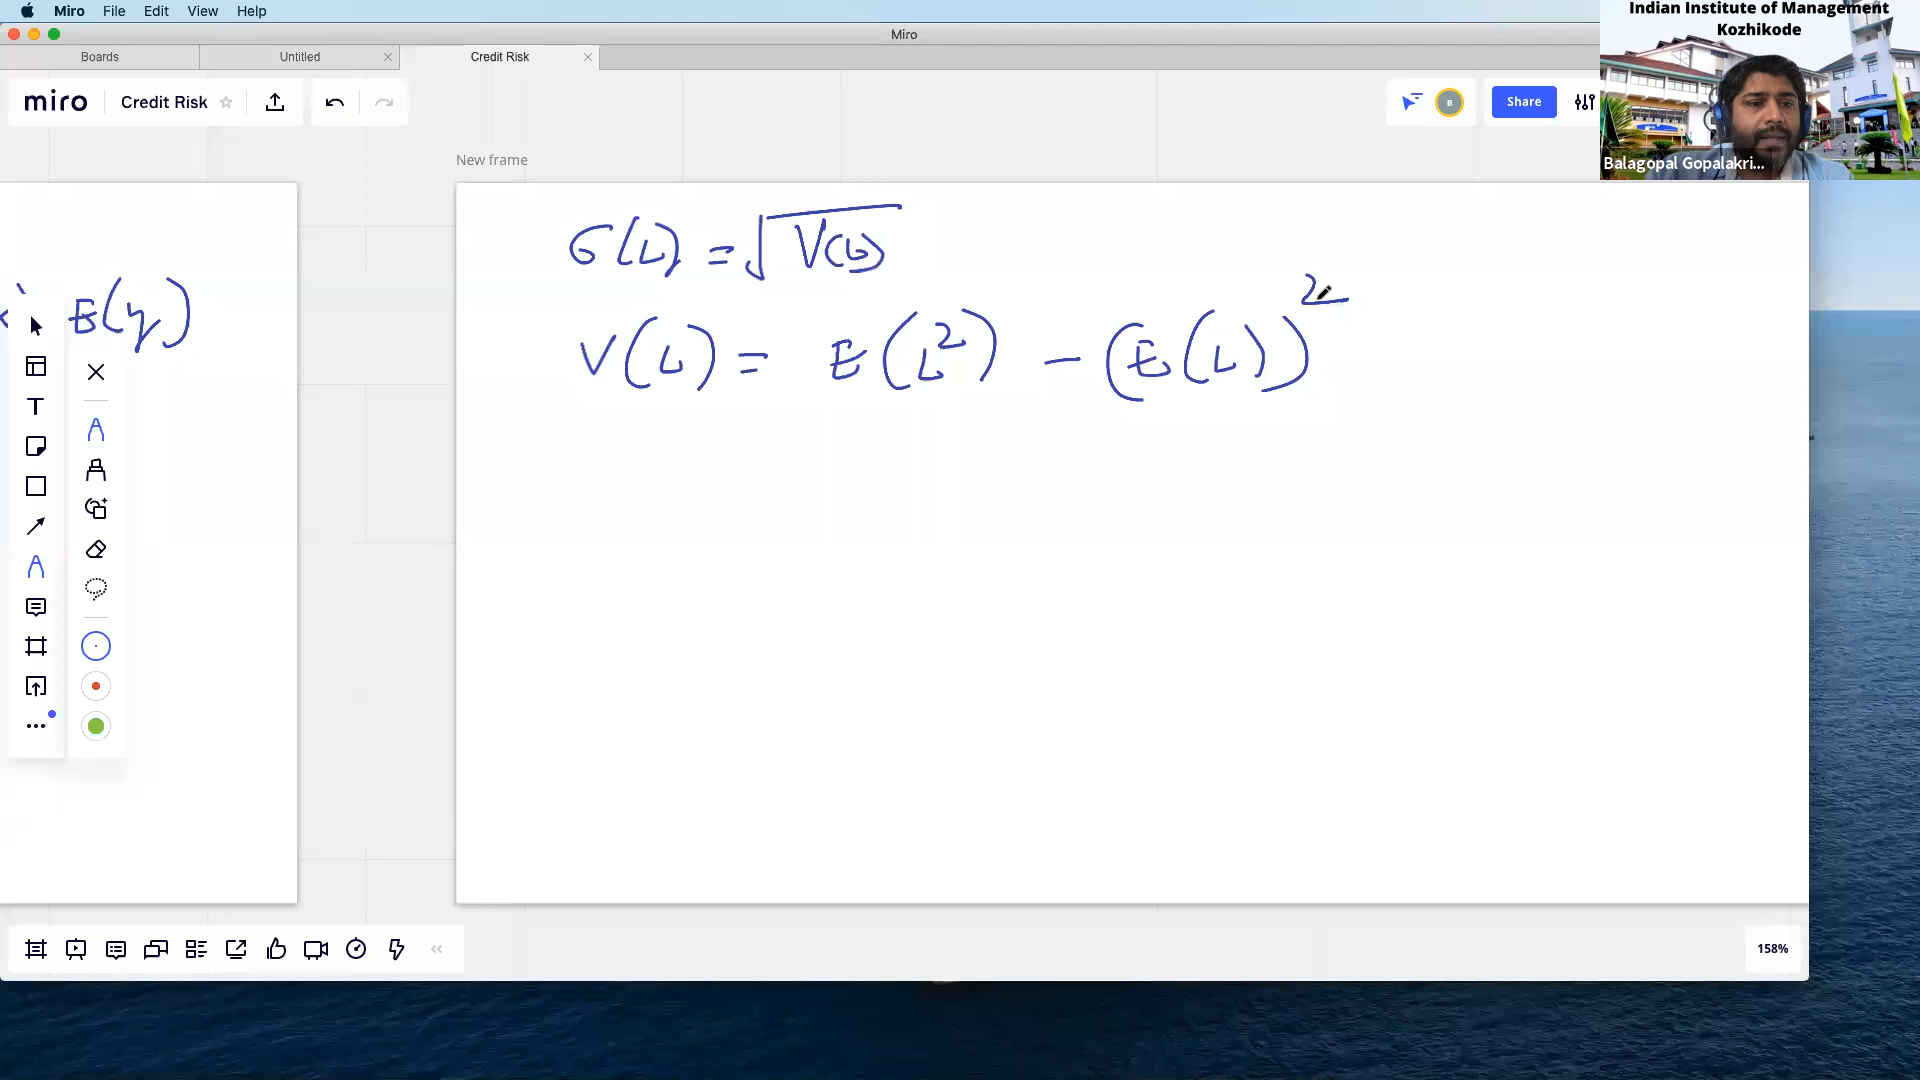 Miro File Edit View Help
Miro
Boards Untitled Credit Risk
miro Credit Risk B Share
Indian Institute of Management
Kozhikode
Balagopal Gopalakri...
New frame
σ(L) = √V(L)
E(y)
V(L) = E(L²) - (E(L))²
T
158%